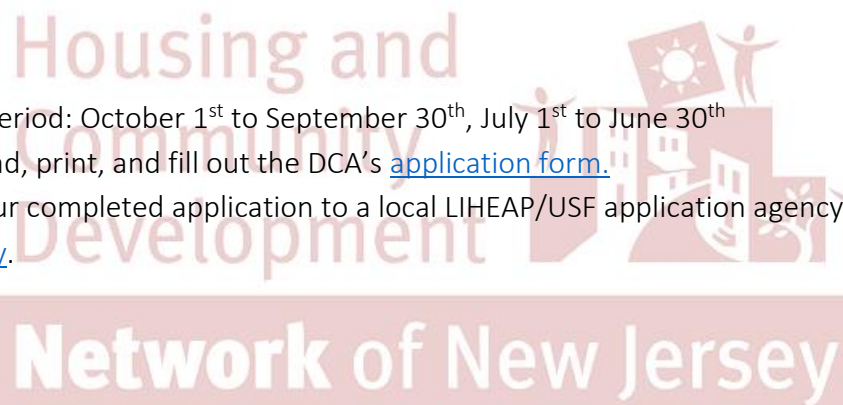 Housing and
eriod: October 1st to September 30th, July 1st to June 30th
Community
nd, print, and fill out the DCA's application form.
ur completed application to a local LIHEAP/USF application agency
Development
y.
Network of New Jersey